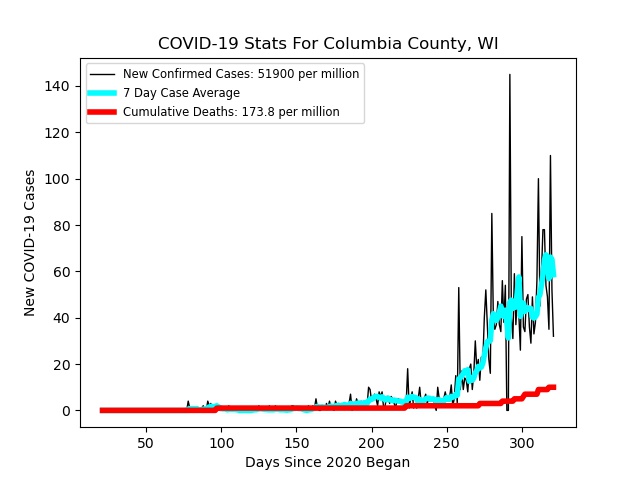 COVID-19 Stats For Columbia County, WI
New Confirmed Cases: 51900 per million
7 Day Case Average
Cumulative Deaths: 173.8 per million
New COVID-19 Cases
140
120
100
80
60
40
20
0
50 100 150 200 250 300
Days Since 2020 Began